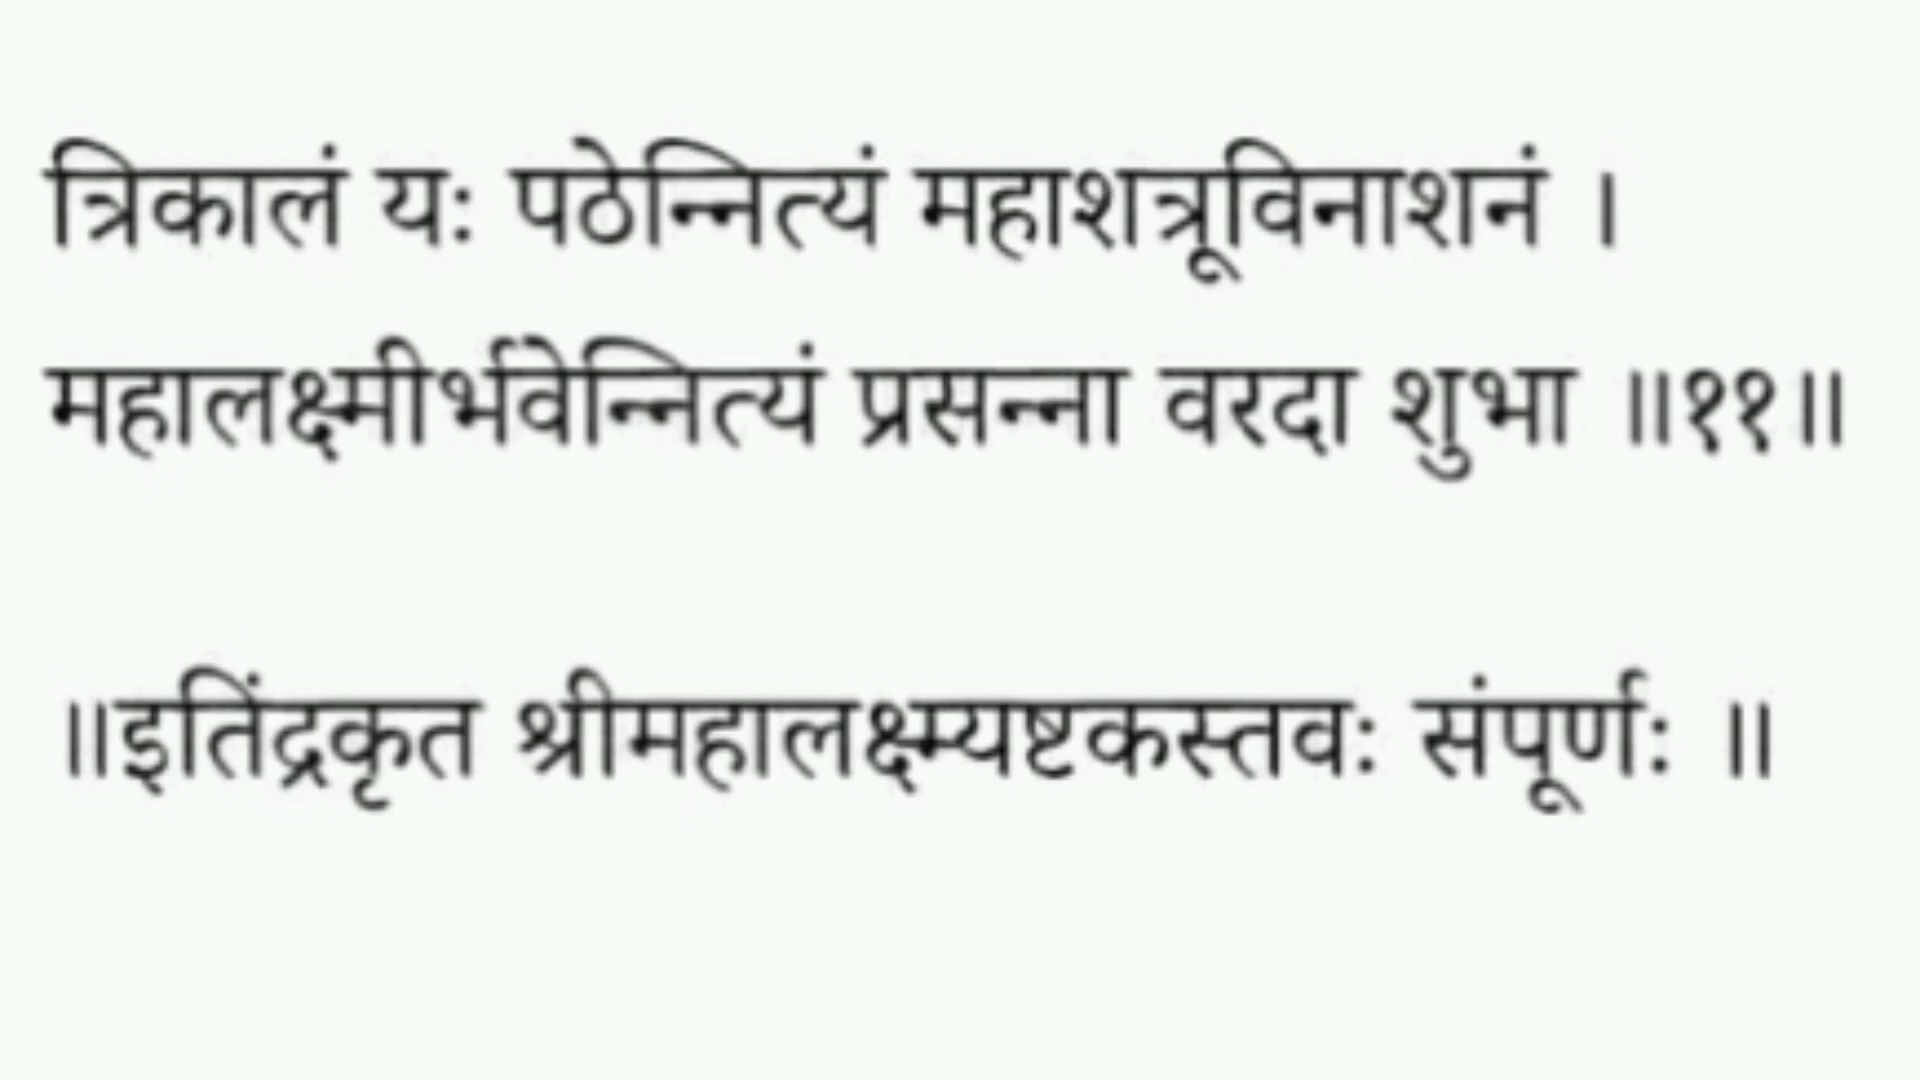 त्रिकालं यः पठेन्नित्यं महाशत्रूविनाशनं ।
महालक्ष्मीर्भवेन्नित्यं प्रसन्ना वरदा शुभा ॥११॥
॥इतिंद्रकृत श्रीमहालक्ष्म्यष्टकस्तवः संपूर्णः ॥